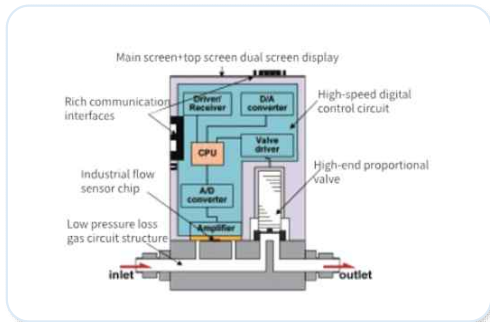 Main screen+top screen dual screen display
Rich communication
interfaces
Driver/
Receiver
D/A
converter
High-speed digital
control circuit
CPU
Valve
driver
Industrial flow
sensor chip
High-end proportional
valve
A/D
converter
Low pressure loss
gas circuit structure
Amplifier
inlet
outlet